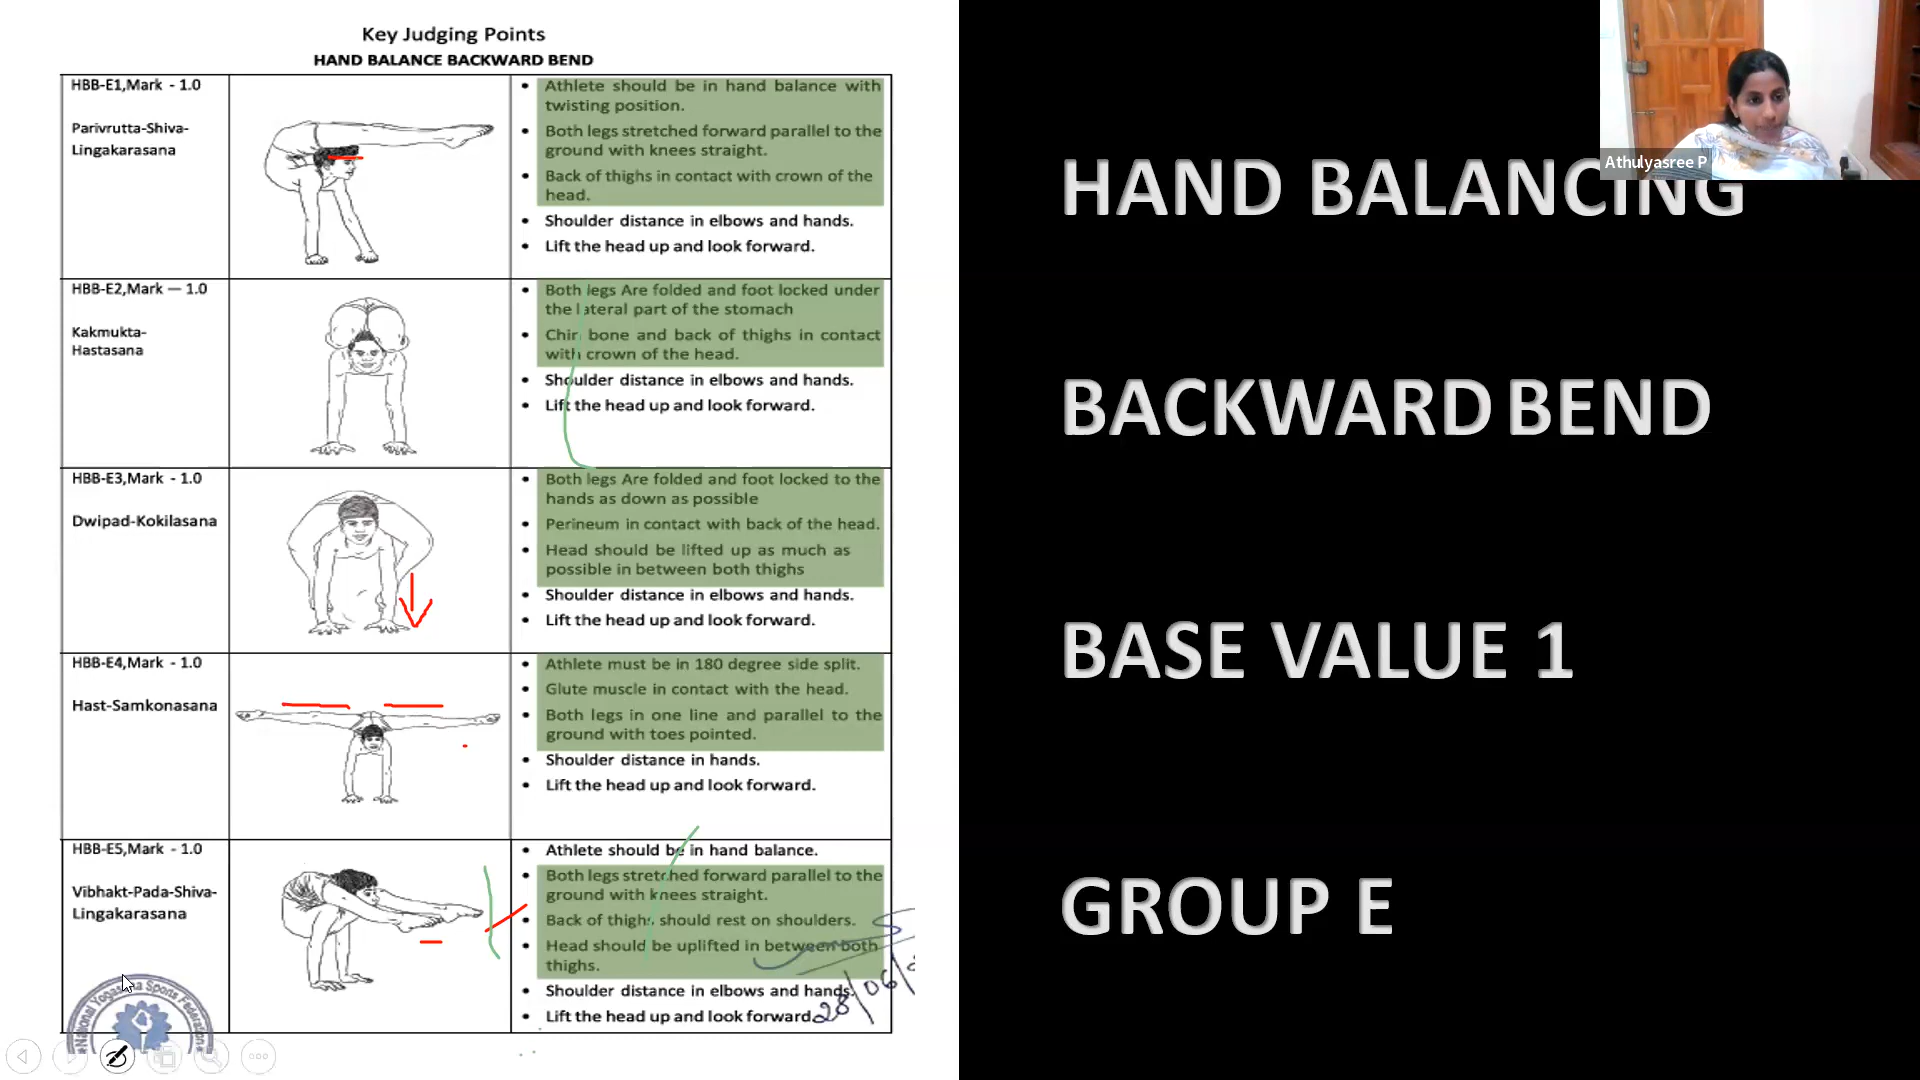 Key Judging Points
HAND BALANCE BACKWARD BEND
HBB-E1,Mark - 1.0
Parivrutta-Shiva-
Lingakarasana
• Athlete should be in hand balance with
twisting position.
• Both legs stretched forward parallel to the
ground with knees straight.
• Back of thighs in contact with crown of the
head.
• Shoulder distance in elbows and hands.
• Lift the head up and look forward.
HBB-E2,Mark — 1.0
Kakmukta-
Hastasana
• Both legs Are folded and foot locked under
the lateral part of the stomach
• Chin bone and back of thighs in contact
with crown of the head.
• Shoulder distance in elbows and hands.
• Lift the head up and look forward.
HBB-E3,Mark - 1.0
Dwipad-Kokilasana
• Both legs Are folded and foot locked to the
hands as down as possible
• Perineum in contact with back of the head.
• Head should be lifted up as much as
possible in between both thighs
• Shoulder distance in elbows and hands.
• Lift the head up and look forward.
HBB-E4,Mark - 1.0
Hast-Samkonasana
• Athlete must be in 180 degree side split.
• Glute muscle in contact with the head.
• Both legs in one line and parallel to the
ground with toes pointed.
• Shoulder distance in hands.
• Lift the head up and look forward.
HBB-E5,Mark - 1.0
Vibhakt-Pada-Shiva-
Lingakarasana
• Athlete should be in hand balance.
• Both legs stretched forward parallel to the
ground with knees straight.
• Back of thighs should rest on shoulders.
• Head should be uplifted in between both
thighs.
• Shoulder distance in elbows and hands.
• Lift the head up and look forward.
28/06/
National Yogasana Sports Federation
Athulyasree P
HAND BALANCING
BACKWARD BEND
BASE VALUE 1
GROUP E